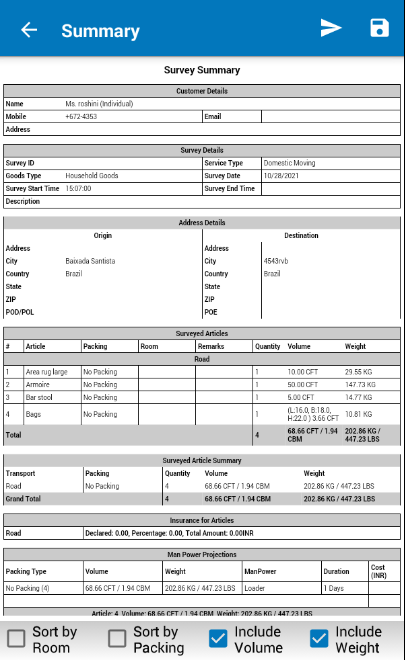 Summary
Survey Summary
Customer Details
Name Ms. roshini (Individual)
Mobile +672-4353 Email
Address
Survey Details
Survey ID Service Type Domestic Moving
Goods Type Household Goods Survey Date 10/28/2021
Survey Start Time 15:07:00 Survey End Time
Description
Address Details
Origin Destination
Address Address
City Baixada Santista City 4543rvb
Country Brazil Country Brazil
State State
ZIP ZIP
POD/POL POE
Surveyed Articles
# Article Packing Room Remarks Quantity Volume Weight
Road
1 Area rug large No Packing 1 10.00 CFT 29.55 KG
2 Armoire No Packing 1 50.00 CFT 147.73 KG
3 Bar stool No Packing 1 5.00 CFT 14.77 KG
4 Bags No Packing 1 (L:16.0, B:18.0, H:22.0 ) 3.66 CFT 10.81 KG
Total 4 68.66 CFT / 1.94 CBM 202.86 KG / 447.23 LBS
Surveyed Article Summary
Transport Packing Quantity Volume Weight
Road No Packing 4 68.66 CFT / 1.94 CBM 202.86 KG / 447.23 LBS
Grand Total 4 68.66 CFT / 1.94 CBM 202.86 KG / 447.23 LBS
Insurance for Articles
Road Declared: 0.00, Percentage: 0.00, Total Amount: 0.00INR
Man Power Projections
Packing Type Volume Weight ManPower Duration Cost (INR)
No Packing (4) 68.66 CFT / 1.94 CBM 202.86 KG / 447.23 LBS Loader 1 Days
Article: 4 Volume: 68.66 CFT / 1.94 CBM Weight: 202.86 KG / 447.23 LBS
Sort by Room Sort by Packing Include Volume Include Weight